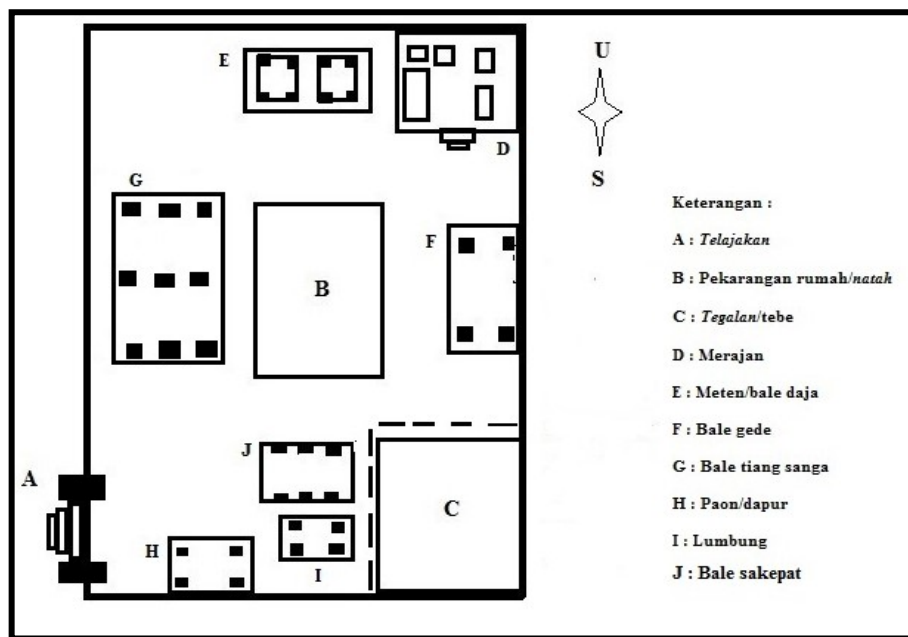 E
U
D
S
G
F
B
J
A
C
H
I
Keterangan :
A : Telajakan
B : Pekarangan rumah/natah
C : Tegalan/tebe
D : Merajan
E : Meten/bale daja
F : Bale gede
G : Bale tiang sanga
H : Paon/dapur
I : Lumbung
J : Bale sakepat